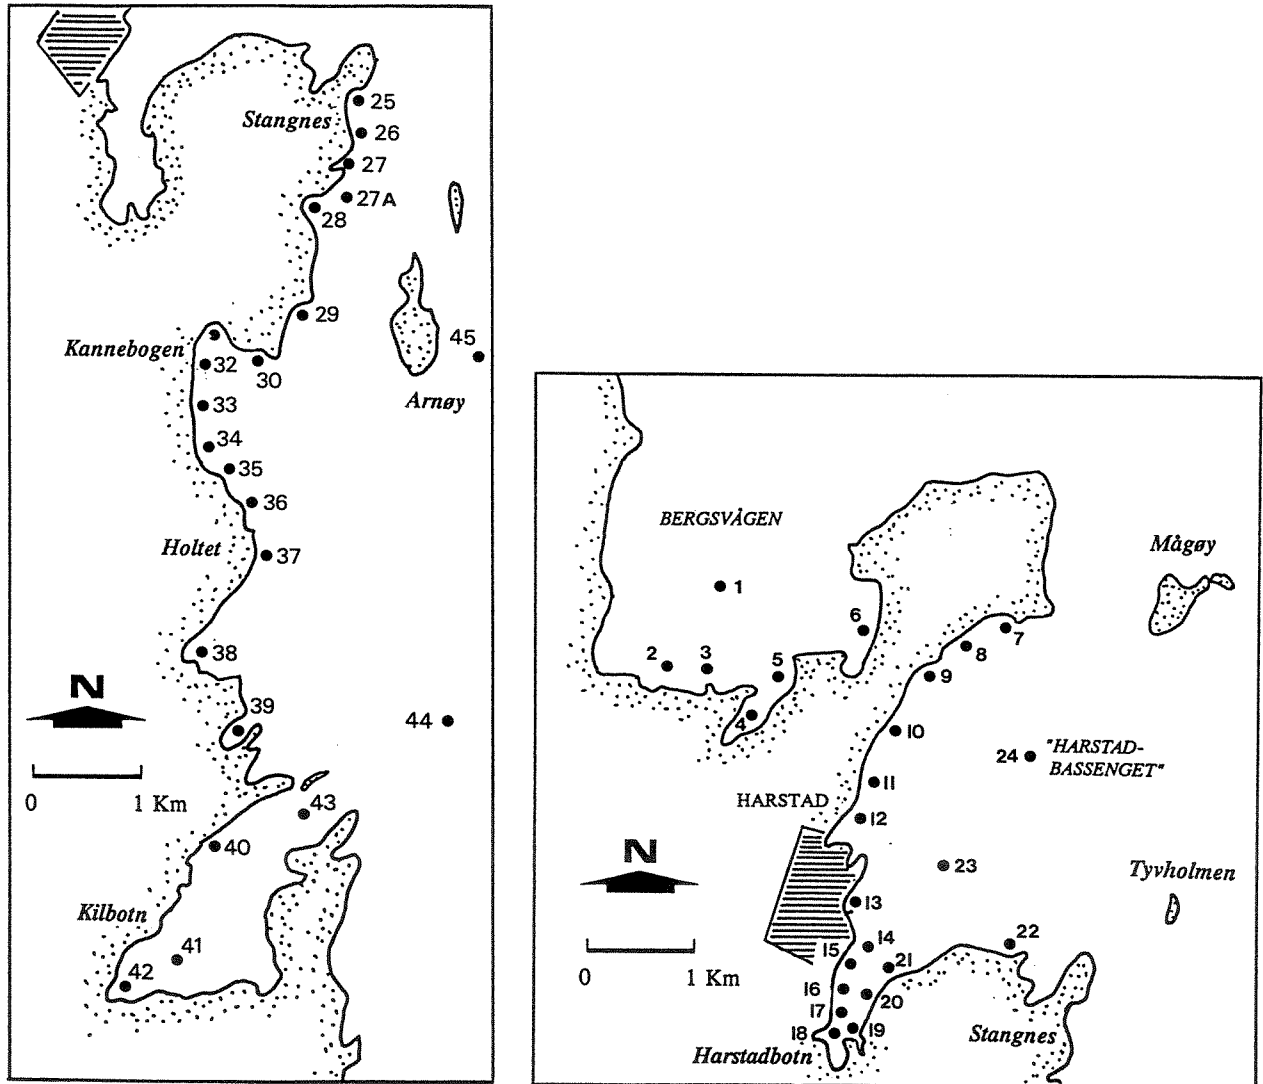 25
Stangnes
26
27
27A
28
29
45
Kannebogen
32
30
Arnøy
33
34
35
36
Holtet
37
38
N
39
44
0 1 Km
43
40
Kilbotn
41
42
BERGSVÅGEN
Mågøy
1
6
7
2
3
5
8
9
4
10
24
"HARSTAD-
BASSENGET"
11
HARSTAD
12
N
23
Tyvholmen
13
22
14
15
21
0 1 Km
16
20
17
18
19
Stangnes
Harstadbotn